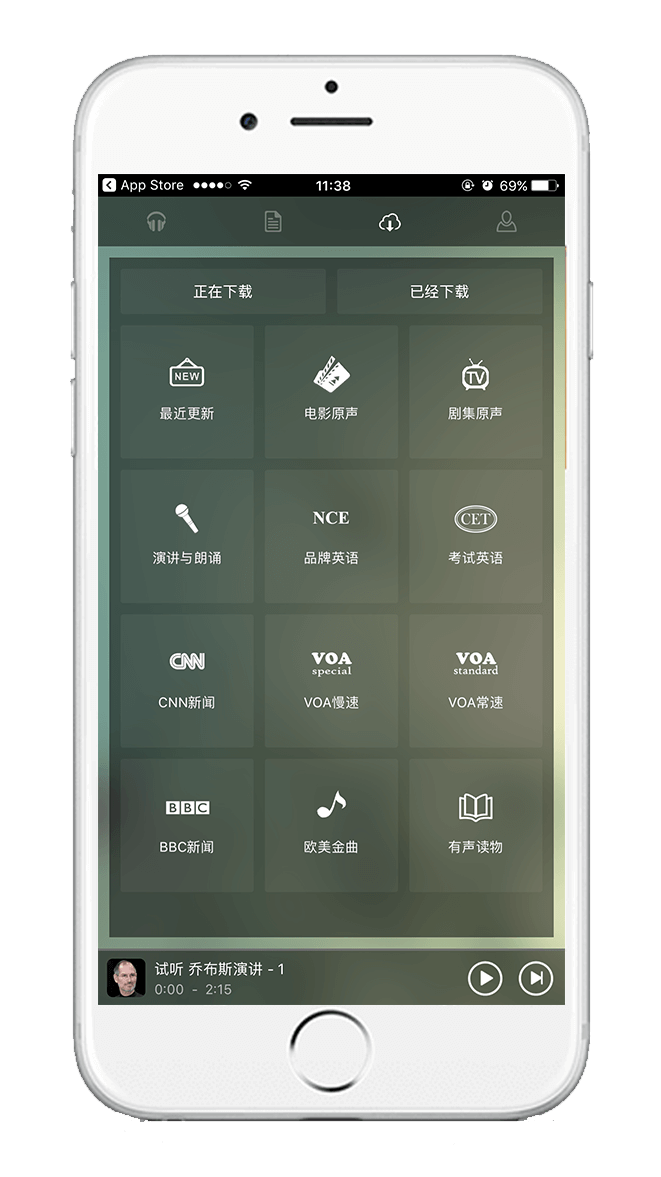 App Store 11:38 69%
正在下载 已经下载
NEW TV
最近更新 电影原声 剧集原声
NCE CET
演讲与朗诵 品牌英语 考试英语
CNN VOA VOA
special standard
CNN新闻 VOA慢速 VOA常速
BBC
BBC新闻 欧美金曲 有声读物
试听 乔布斯演讲 - 1
0:00 - 2:15